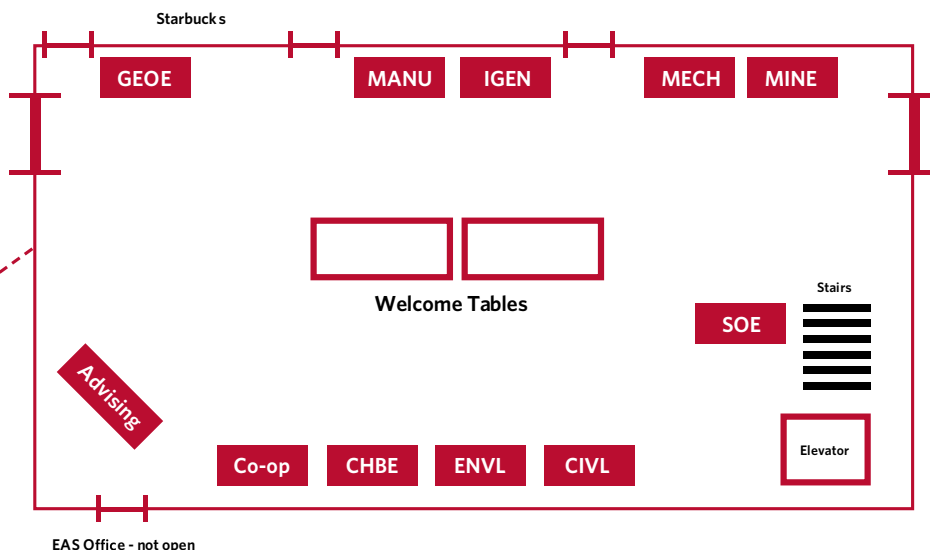 Starbucks
GEOE
MANU
IGEN
MECH
MINE
Welcome Tables
Stairs
SOE
Advising
Elevator
Co-op
CHBE
ENVL
CIVL
EAS Office - not open